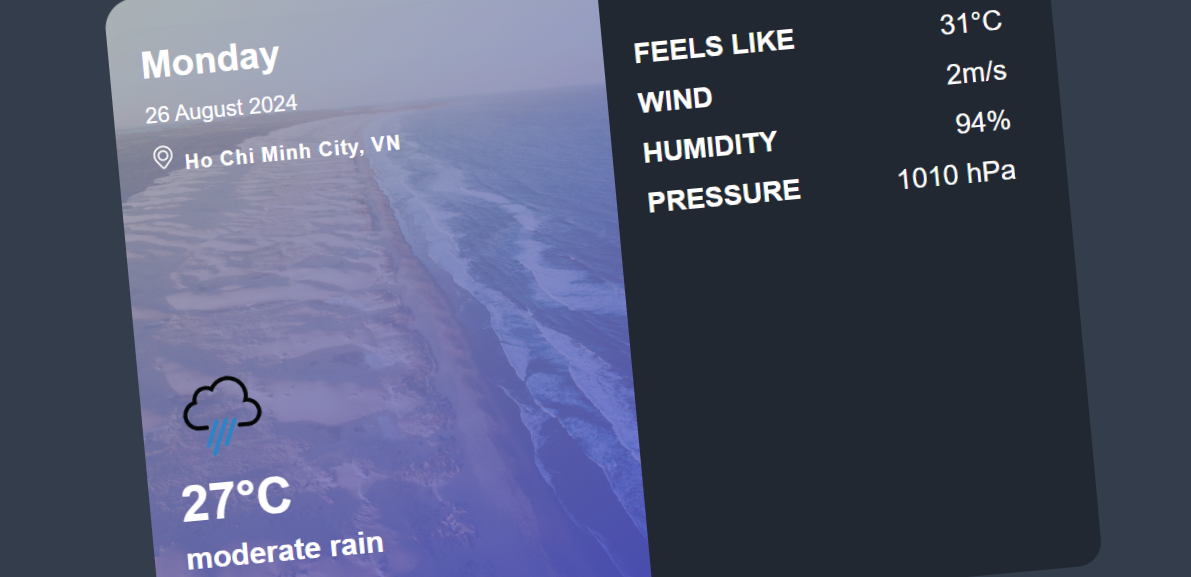 Monday
26 August 2024
Ho Chi Minh City, VN
27°C
moderate rain
FEELS LIKE 31°C
WIND 2m/s
HUMIDITY 94%
PRESSURE 1010 hPa